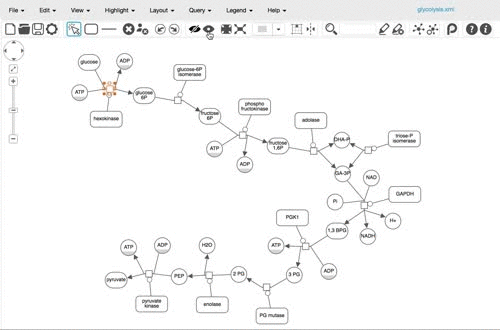 File Edit View Highlight Layout Query Legend Help glycolysis.xml
glucose
ADP
glucose-6P
isomerase
ATP
glucose
6P
hexokinase
phospho
fructokinase
fructose
6P
adolase
ATP
ADP
fructose
1,6P
DHA-P
triose-P
isomerase
GA-3P
NAD
GAPDH
Pi
H+
NADH
1,3 BPG
PGK1
ATP
ADP
3 PG
PG mutase
2 PG
H2O
enolase
PEP
ATP
ADP
pyruvate
pyruvate
kinase